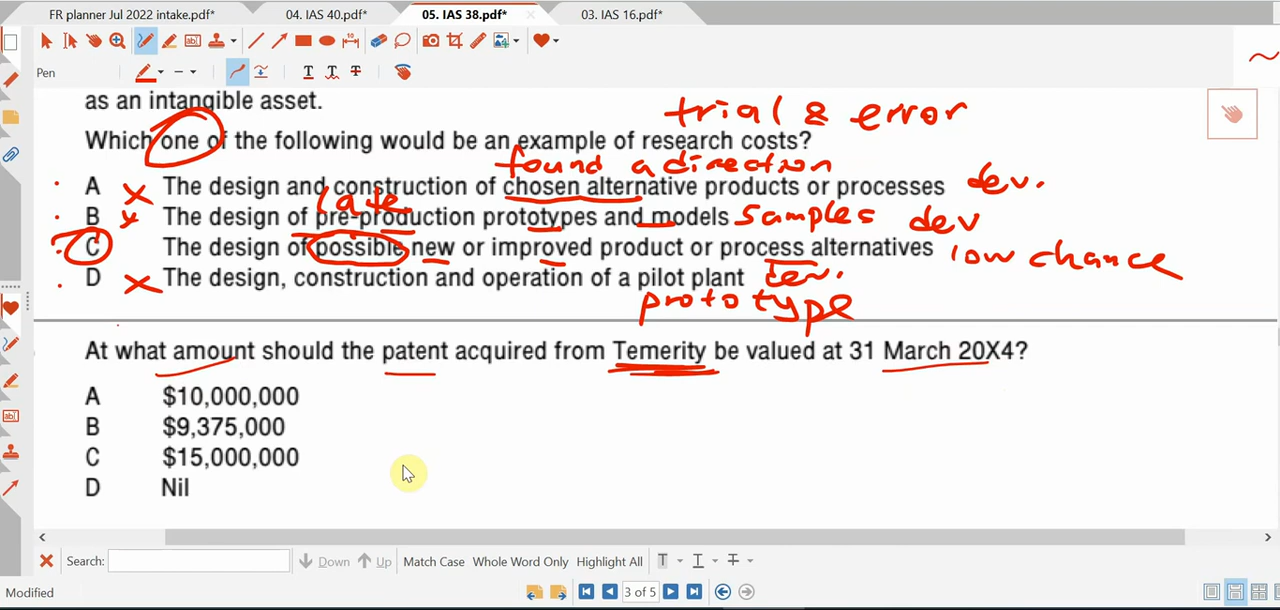 FR planner Jul 2022 intake.pdf* 04. IAS 40.pdf* 05. IAS 38.pdf* 03. IAS 16.pdf*
Pen
as an intangible asset.
trial & error
Which one of the following would be an example of research costs?
found a direction
A The design and construction of chosen alternative products or processes dev.
late
B The design of pre-production prototypes and models samples dev
C The design of possible new or improved product or process alternatives low chance
D The design, construction and operation of a pilot plant dev.
prototype
At what amount should the patent acquired from Temerity be valued at 31 March 20X4?
A $10,000,000
B $9,375,000
C $15,000,000
D Nil
Search: Down Up Match Case Whole Word Only Highlight All T T T
Modified 3 of 5